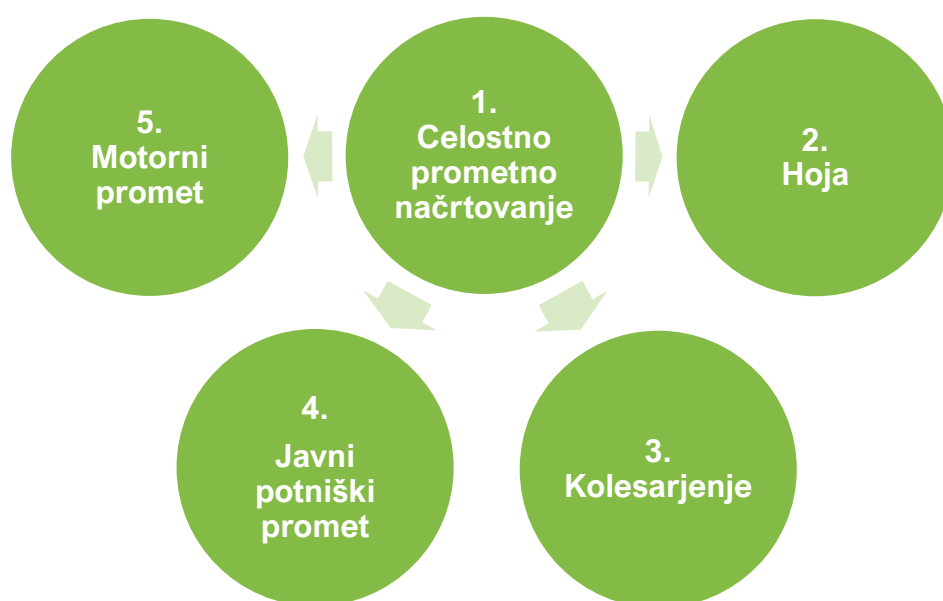 1.
Celostno
prometno
načrtovanje
2.
Hoja
3.
Kolesarjenje
4.
Javni
potniški
promet
5.
Motorni
promet